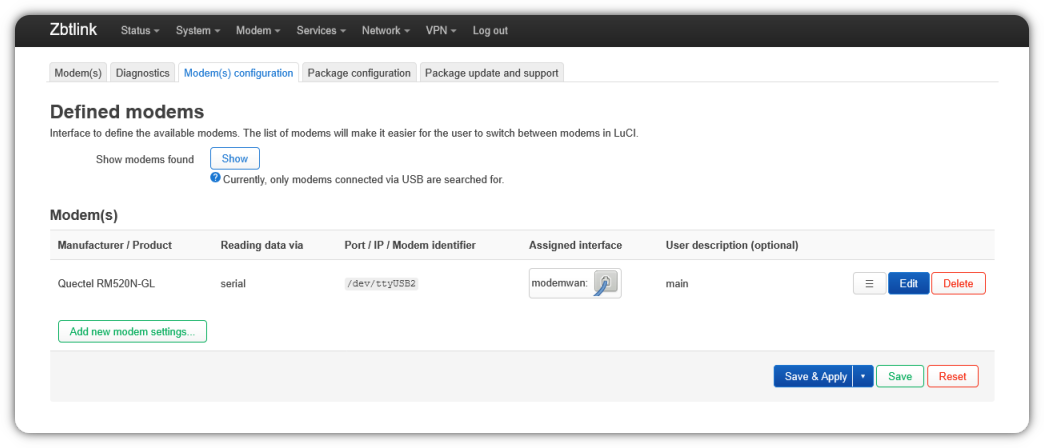 Zbtlink Status System Modem Services Network VPN Log out
Modem(s) Diagnostics Modem(s) configuration Package configuration Package update and support
Defined modems
Interface to define the available modems. The list of modems will make it easier for the user to switch between modems in LuCI.
Show modems found Show
? Currently, only modems connected via USB are searched for.
Modem(s)
Manufacturer / Product Reading data via Port / IP / Modem identifier Assigned interface User description (optional)
Quectel RM520N-GL serial /dev/ttyUSB2 modemwan: main ☰ Edit Delete
Add new modem settings...
Save & Apply Save Reset